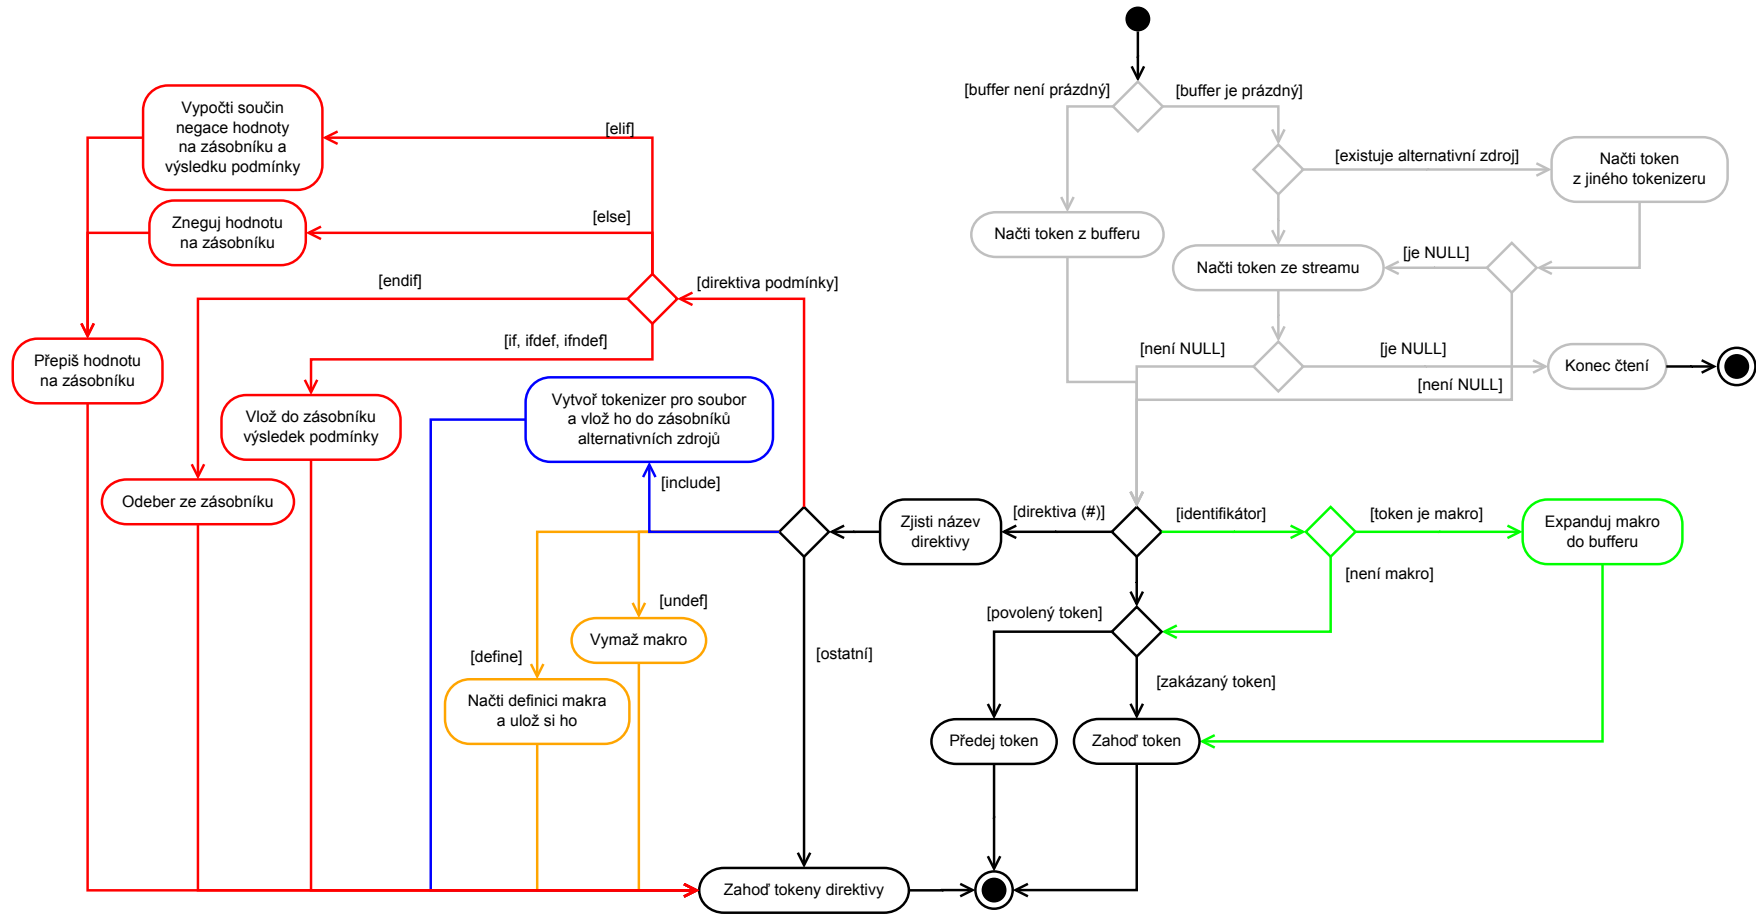 [buffer není prázdný]
[buffer je prázdný]
Vypočti součin
negace hodnoty
na zásobníku a
výsledku podmínky
[elif]
[existuje alternativní zdroj]
Načti token
z jiného tokenizeru
Zneguj hodnotu
na zásobníku
[else]
Načti token z bufferu
Načti token ze streamu
[je NULL]
[endif]
[direktiva podmínky]
[if, ifdef, ifndef]
[není NULL]
[je NULL]
Konec čtení
[není NULL]
Přepiš hodnotu
na zásobníku
Vlož do zásobníku
výsledek podmínky
Vytvoř tokenizer pro soubor
a vlož ho do zásobníků
alternativních zdrojů
Odeber ze zásobníku
[include]
Zjisti název
direktivy
[direktiva (#)]
[identifikátor]
[token je makro]
Expanduj makro
do bufferu
[není makro]
[undef]
[povolený token]
Vymaž makro
[define]
[ostatní]
[zakázaný token]
Načti definici makra
a ulož si ho
Předej token
Zahoď token
Zahoď tokeny direktivy